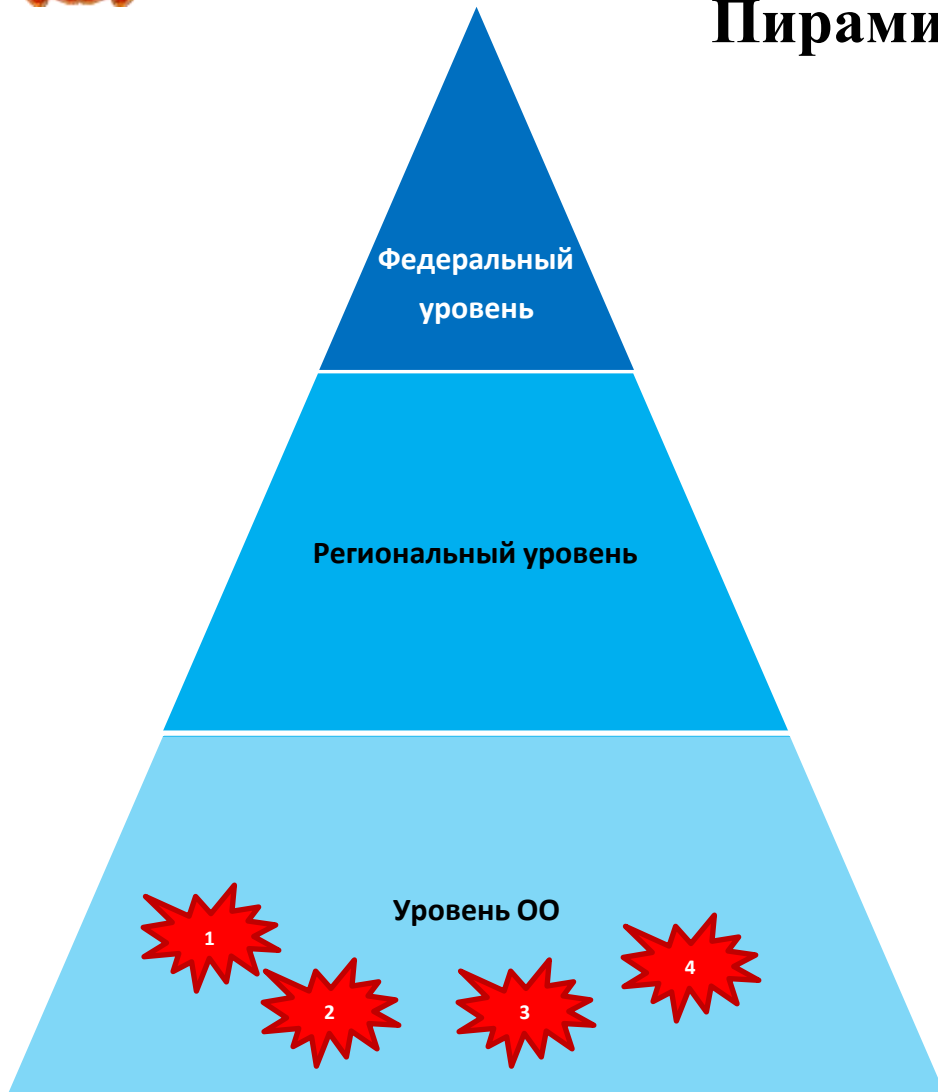 Пирами
Федеральный
уровень
Региональный уровень
Уровень ОО
1
2
3
4